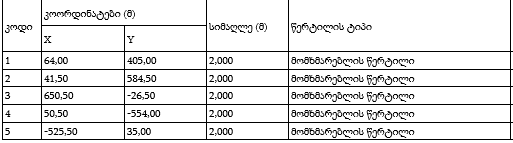 კოდი კოორდინატები (მ) სიმაღლე (მ) წერტილის ტიპი
X Y
1 64,00 405,00 2,000 მომხმარებლის წერტილი
2 41,50 584,50 2,000 მომხმარებლის წერტილი
3 650,50 -26,50 2,000 მომხმარებლის წერტილი
4 50,50 -554,00 2,000 მომხმარებლის წერტილი
5 -525,50 35,00 2,000 მომხმარებლის წერტილი